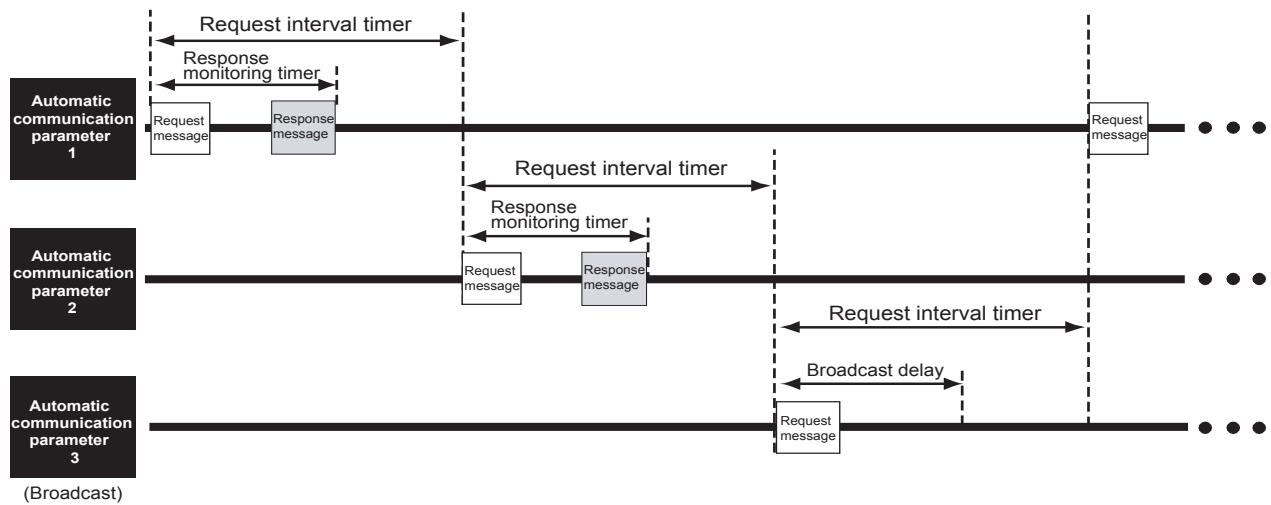 Request interval timer
Response
monitoring timer
Automatic
communication
parameter
1
Request
message
Response
message
Request
message
Request interval timer
Response
monitoring timer
Automatic
communication
parameter
2
Request
message
Response
message
Request interval timer
Broadcast delay
Automatic
communication
parameter
3
Request
message
(Broadcast)